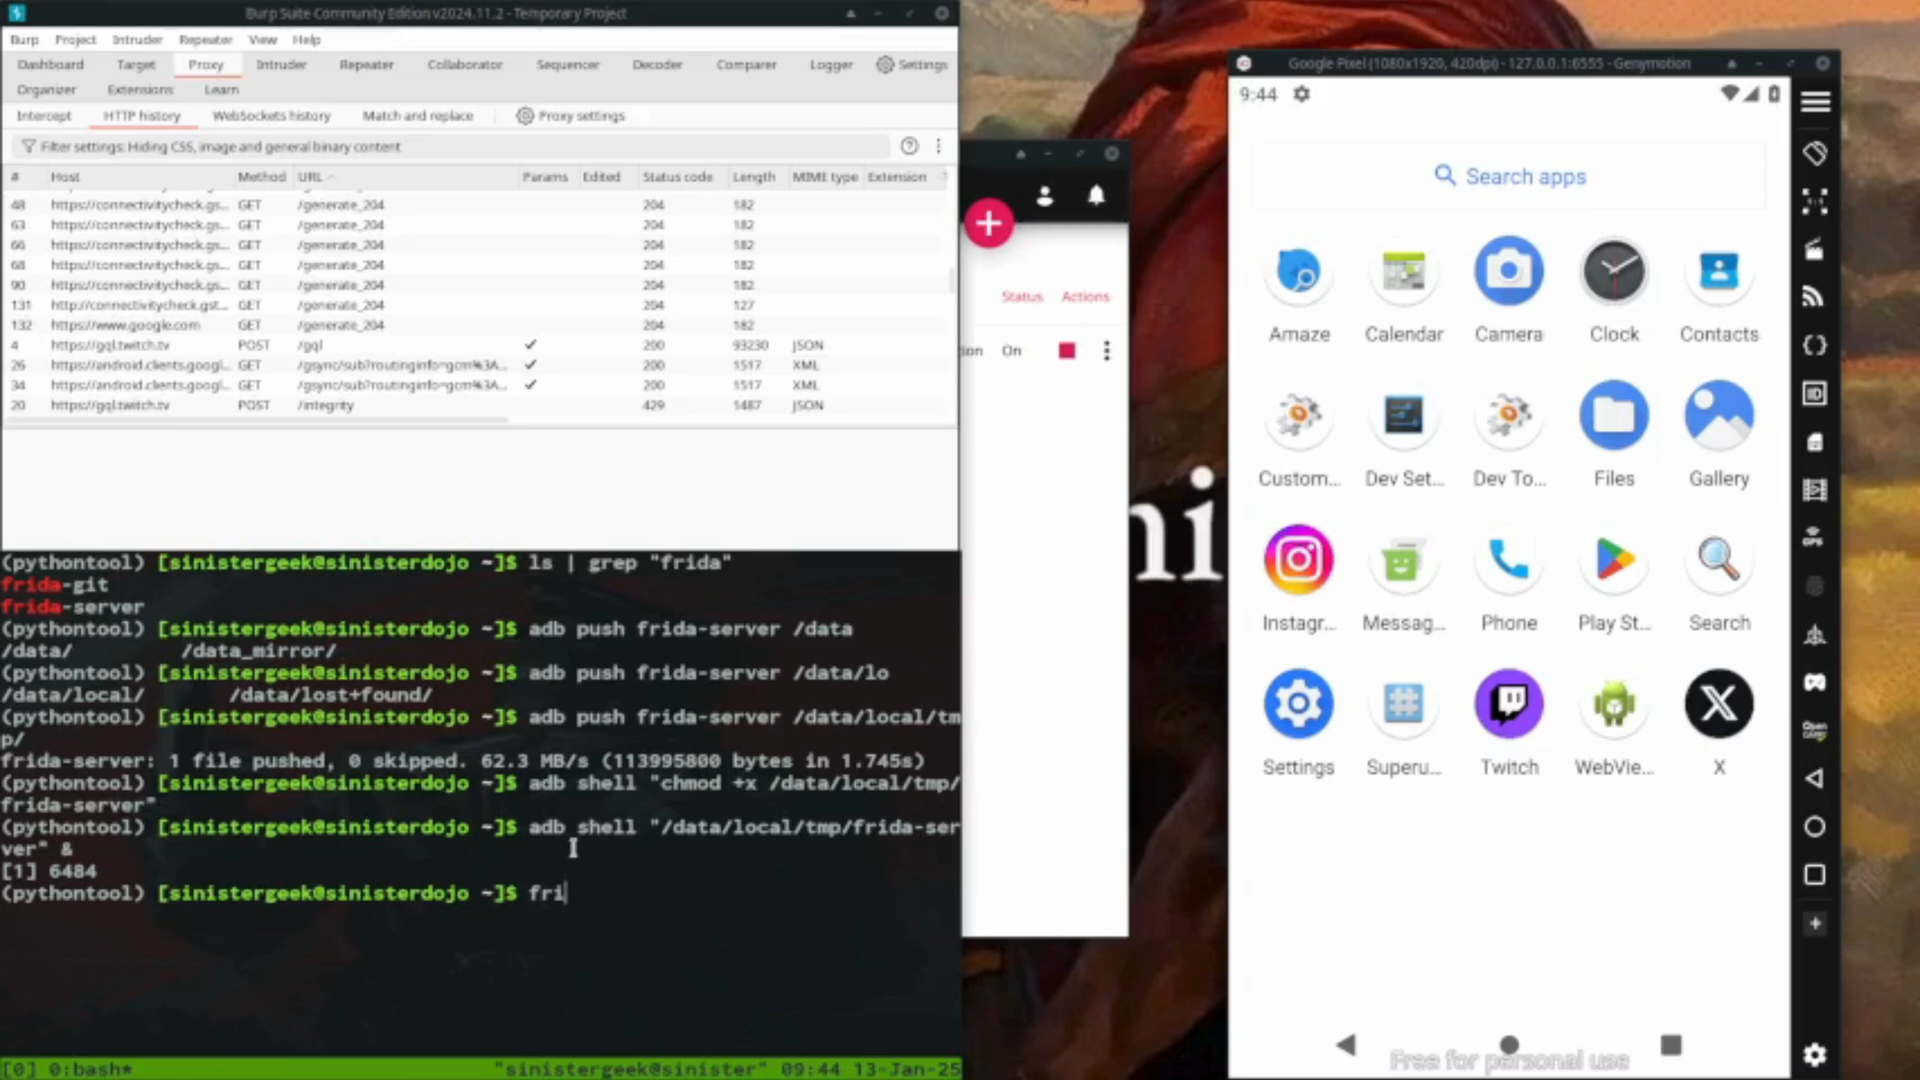 Burp Suite Community Edition v2024.11.2 - Temporary Project
Burp Project Intruder Repeater View Help
Dashboard Target Proxy Intruder Repeater Collaborator Sequencer Decoder Comparer Logger Settings
Organizer Extensions Learn
Intercept HTTP history WebSockets history Match and replace Proxy settings
Filter settings: Hiding CSS, image and general binary content
# Host Method URL Params Edited Status code Length MIME type Extension
48 https://connectivitycheck.gs... GET /generate_204 204 182
63 https://connectivitycheck.gs... GET /generate_204 204 182
66 https://connectivitycheck.gs... GET /generate_204 204 182
68 https://connectivitycheck.gs... GET /generate_204 204 182
90 https://connectivitycheck.gs... GET /generate_204 204 182
131 http://connectivitycheck.gst... GET /generate_204 204 127
132 https://www.google.com GET /generate_204 204 182
4 https://gql.twitch.tv POST /gql ✓ 200 93230 JSON
26 https://android.clients.googl... GET /gsync/sub?routinginfo=gcm%3A... ✓ 200 1517 XML
34 https://android.clients.googl... GET /gsync/sub?routinginfo=gcm%3A... ✓ 200 1517 XML
20 https://gql.twitch.tv POST /integrity 429 1487 JSON
(pythontool) [sinistergeek@sinisterdojo ~]$ ls | grep "frida"
frida-git
frida-server
(pythontool) [sinistergeek@sinisterdojo ~]$ adb push frida-server /data
/data/ /data_mirror/
(pythontool) [sinistergeek@sinisterdojo ~]$ adb push frida-server /data/lo
/data/local/ /data/lost+found/
(pythontool) [sinistergeek@sinisterdojo ~]$ adb push frida-server /data/local/tm
p/
frida-server: 1 file pushed, 0 skipped. 62.3 MB/s (113995800 bytes in 1.745s)
(pythontool) [sinistergeek@sinisterdojo ~]$ adb shell "chmod +x /data/local/tmp/
frida-server"
(pythontool) [sinistergeek@sinisterdojo ~]$ adb shell "/data/local/tmp/frida-ser
ver" &
[1] 6484
(pythontool) [sinistergeek@sinisterdojo ~]$ fri
[0] 0:bash* "sinistergeek@sinister" 09:44 13-Jan-25
Status Actions
ion On
ni
Google Pixel (1080x1920, 420dpi) - 127.0.0.1:6555 - Genymotion
9:44
Search apps
Amaze Calendar Camera Clock Contacts
Custom... Dev Set... Dev To... Files Gallery
Instagr... Messag... Phone Play St... Search
Settings Superu... Twitch WebVie... X
Free for personal use
ID
GPS